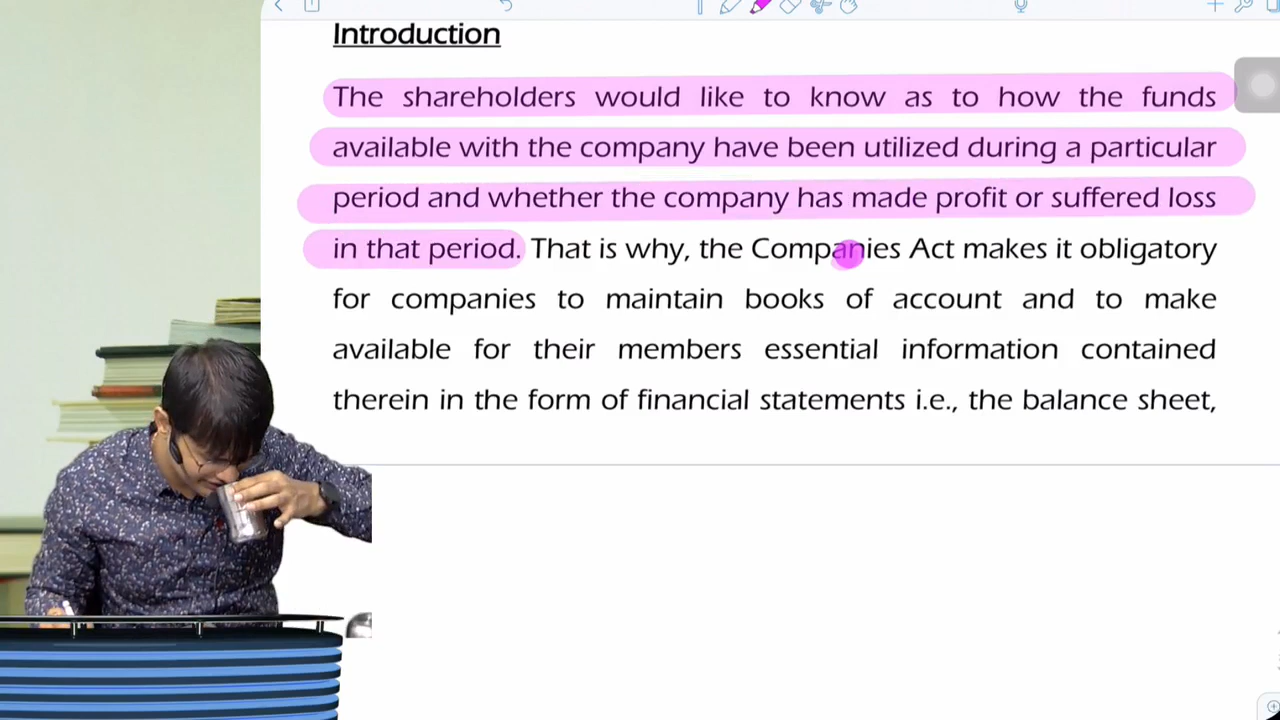 Introduction
The shareholders would like to know as to how the funds
available with the company have been utilized during a particular
period and whether the company has made profit or suffered loss
in that period. That is why, the Companies Act makes it obligatory
for companies to maintain books of account and to make
available for their members essential information contained
therein in the form of financial statements i.e., the balance sheet,